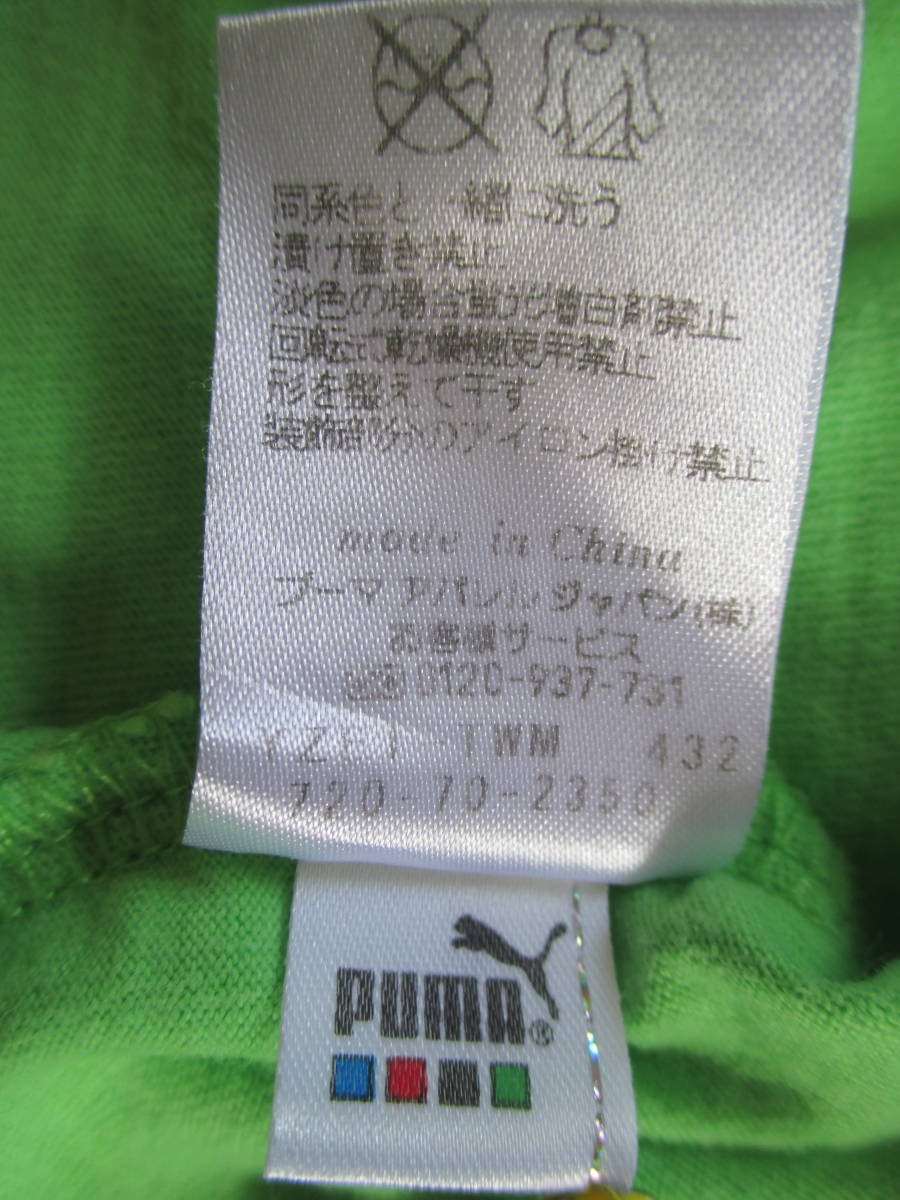 同系色と一緒に洗う
漬け置き禁止
淡色の場合蛍光増白剤禁止
回転式乾燥機使用禁止
形を整えて干す
装飾部分のアイロン掛け禁止
made in China
プーマ アパレル ジャパン(株)
お客様サービス
0120-937-731
TWM 432
720-70-2350
PUMA®